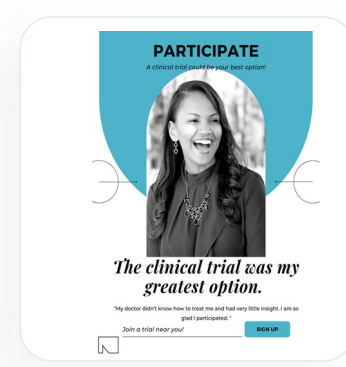 PARTICIPATE
A clinical trial could be your best option!
The clinical trial was my
greatest option.
"My doctor didn't know how to treat me and had very little insight. I am so
glad I participated. "
Join a trial near you!
SIGN UP